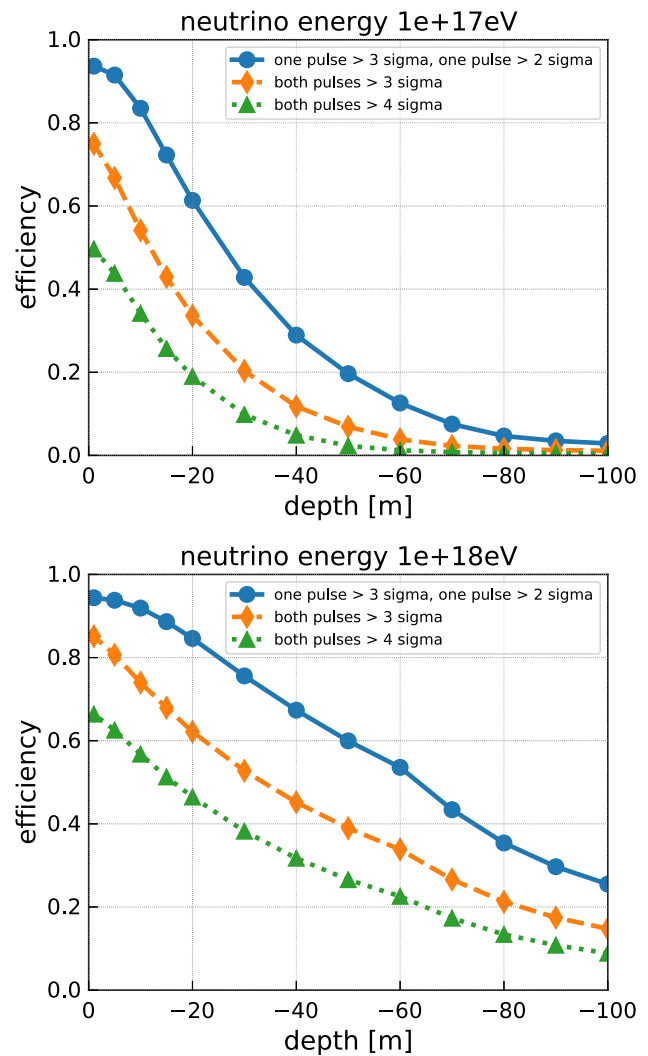 neutrino energy 1e+17eV
1.0
0.8
0.6
0.4
0.2
0.0
efficiency
one pulse > 3 sigma, one pulse > 2 sigma
both pulses > 3 sigma
both pulses > 4 sigma
0 −20 −40 −60 −80 −100
depth [m]
neutrino energy 1e+18eV
1.0
0.8
0.6
0.4
0.2
0.0
efficiency
one pulse > 3 sigma, one pulse > 2 sigma
both pulses > 3 sigma
both pulses > 4 sigma
0 −20 −40 −60 −80 −100
depth [m]